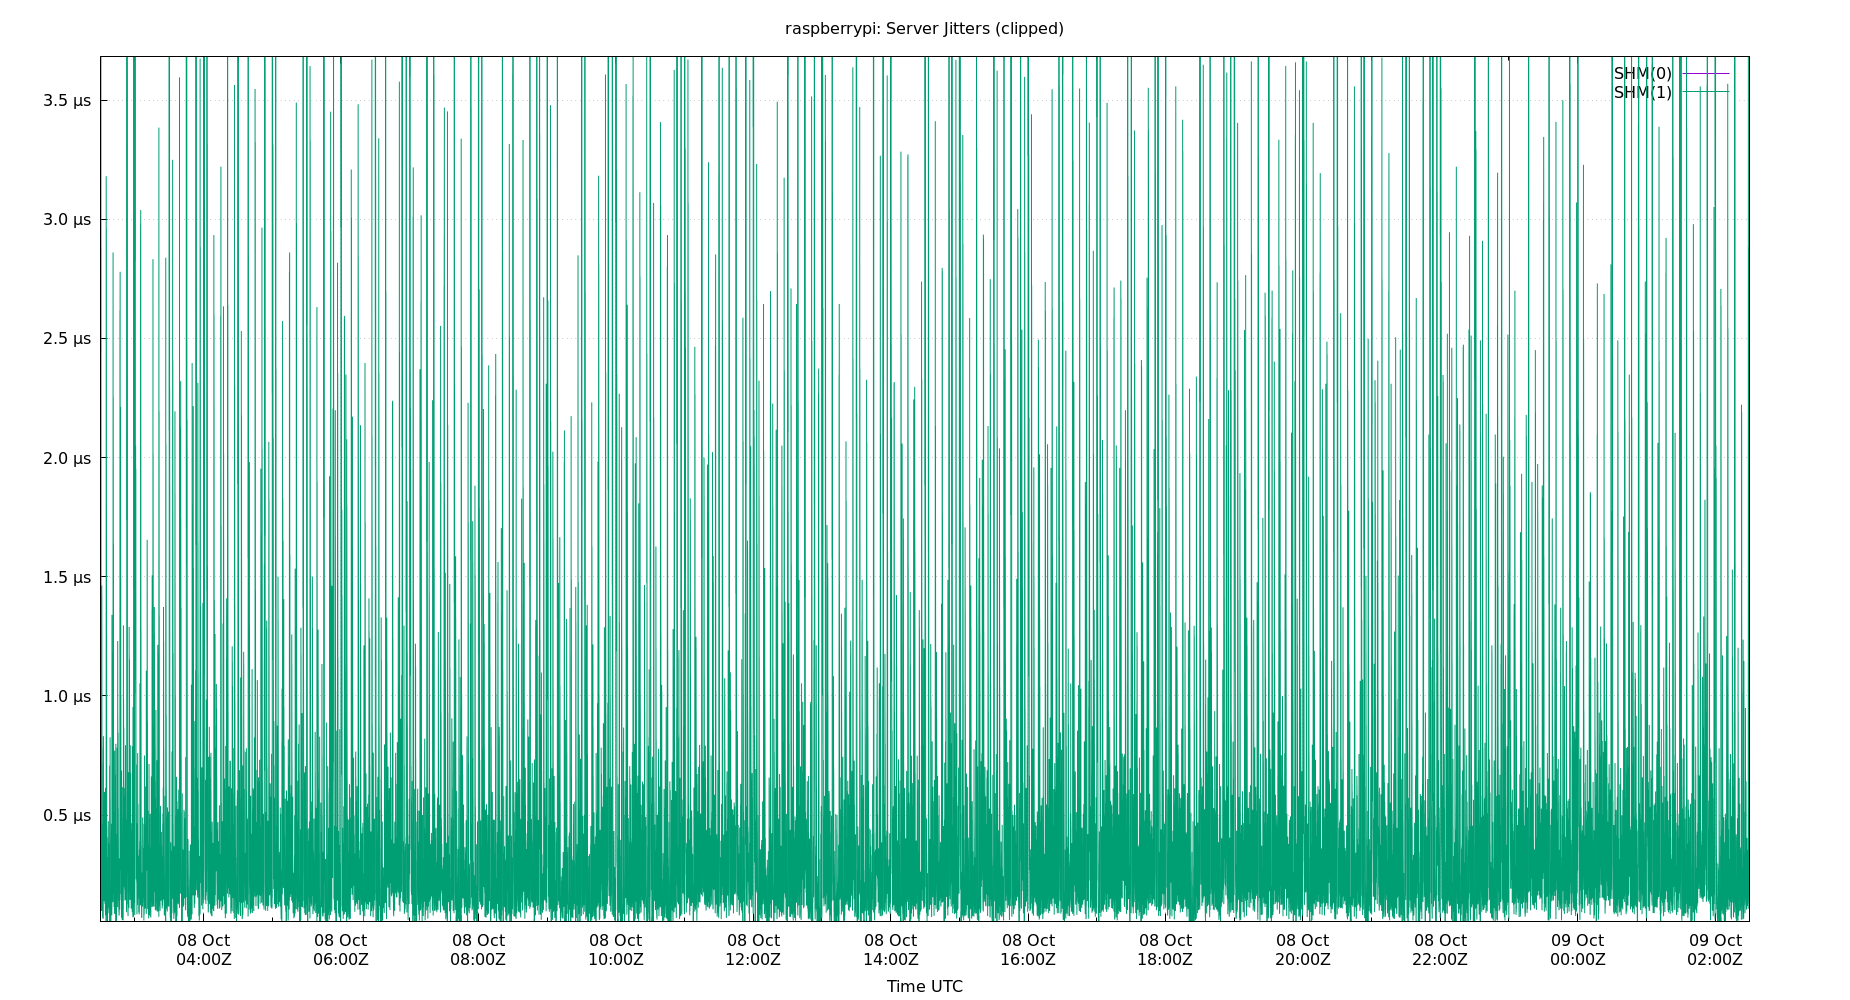 raspberrypi: Server Jitters (clipped)
SHM(0)
SHM(1)
3.5 µs
3.0 µs
2.5 µs
2.0 µs
1.5 µs
1.0 µs
0.5 µs
08 Oct 08 Oct 08 Oct 08 Oct 08 Oct 08 Oct 08 Oct 08 Oct 08 Oct 08 Oct 09 Oct 09 Oct
04:00Z 06:00Z 08:00Z 10:00Z 12:00Z 14:00Z 16:00Z 18:00Z 20:00Z 22:00Z 00:00Z 02:00Z
Time UTC